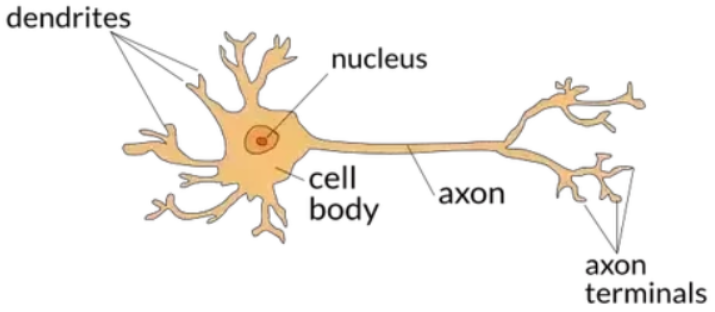 dendrites
nucleus
cell
body
axon
axon
terminals